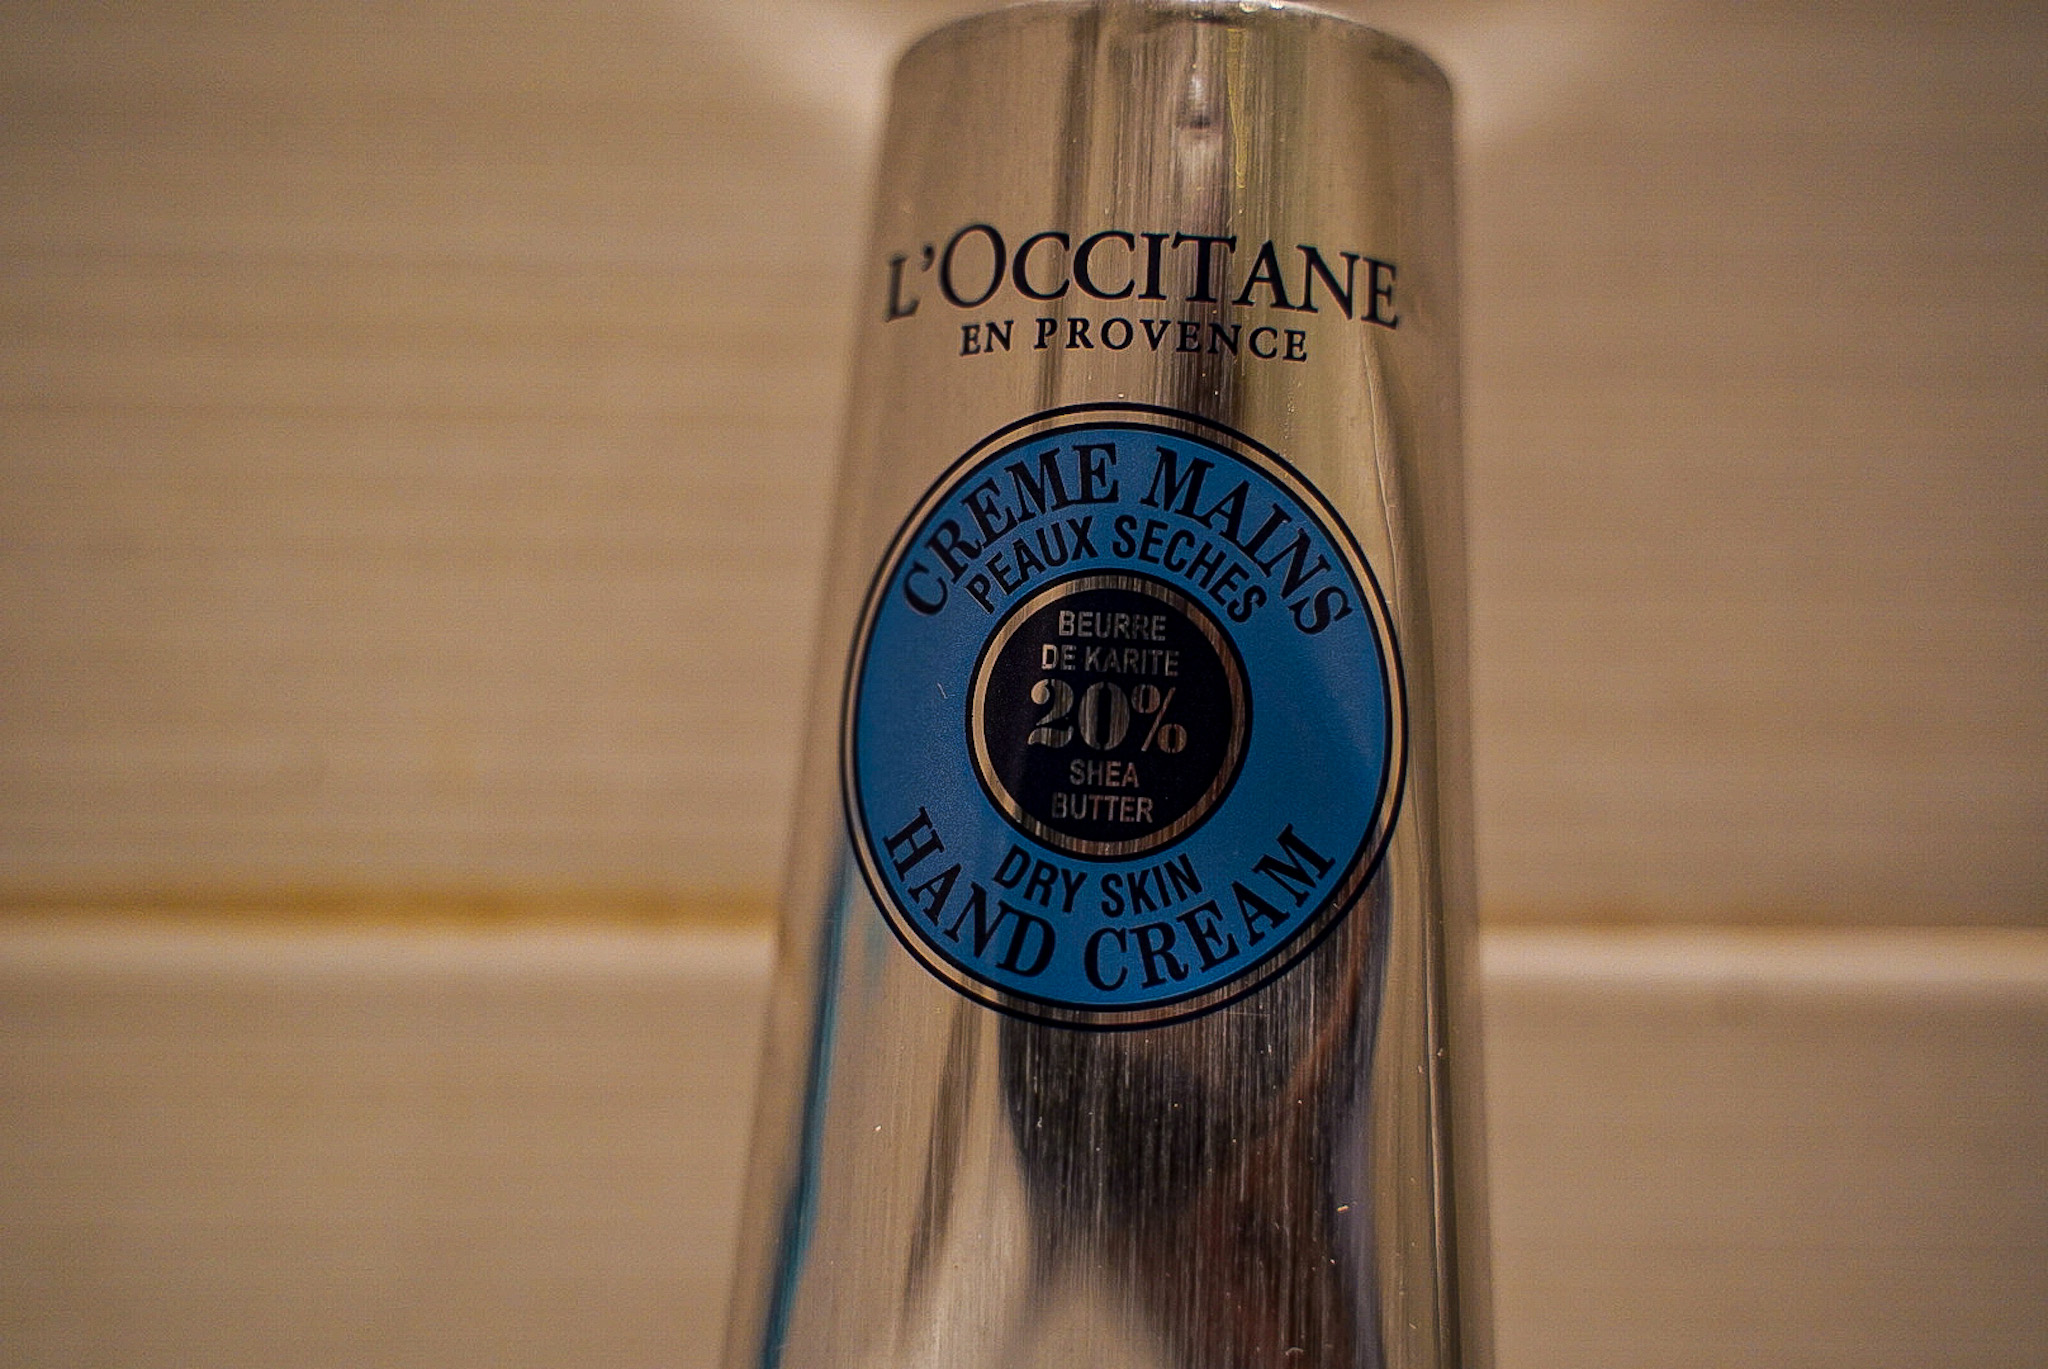 L'OCCITANE
EN PROVENCE
CREME MAINS
PEAUX SECHES
BEURRE
DE KARITE
20%
SHEA
BUTTER
DRY SKIN
HAND CREAM